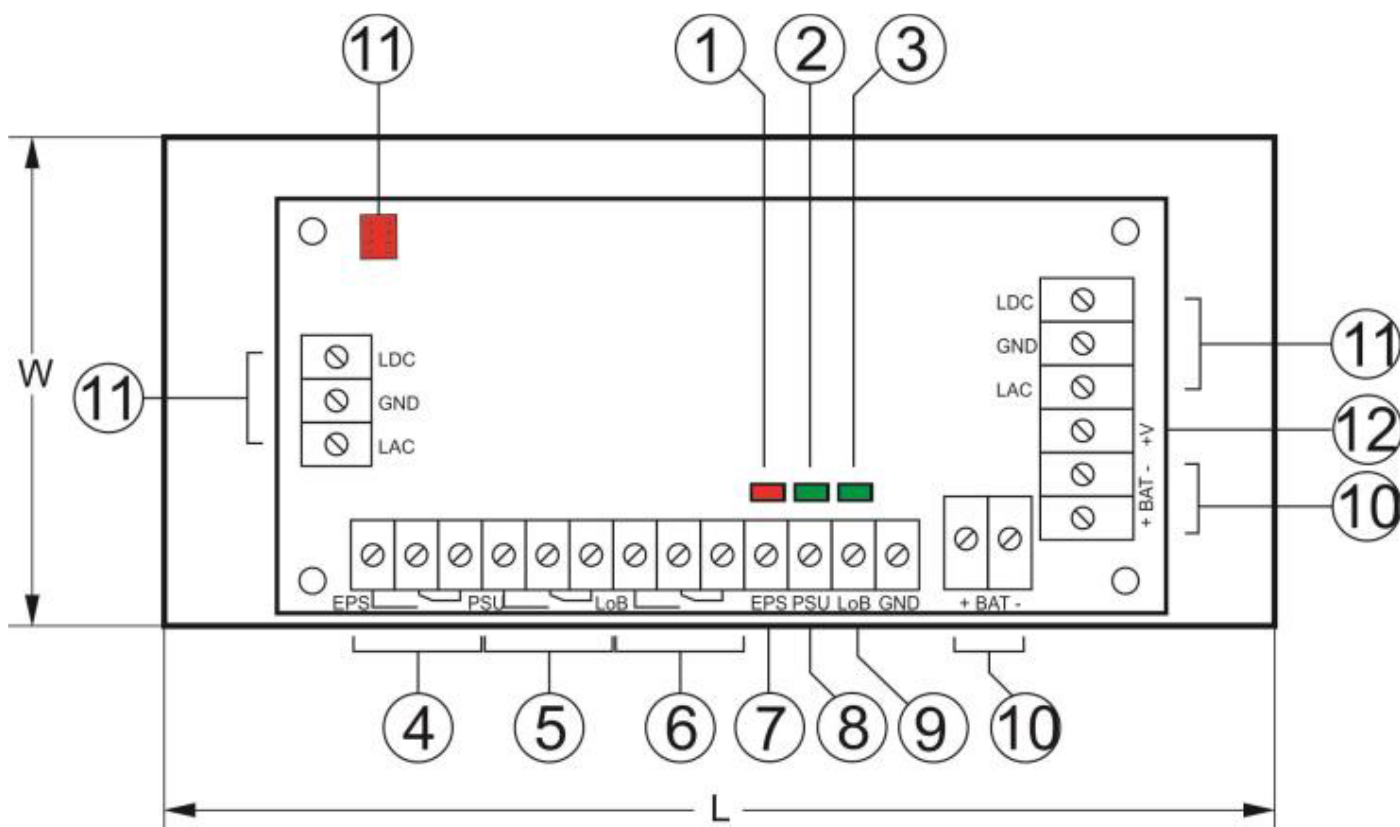 11 1 2 3
W
LDC
GND
LAC
11
LDC
GND
LAC
+V
+ BAT -
11
12
10
EPS PSU LoB EPS PSU LoB GND + BAT -
4 5 6 7 8 9 10
L